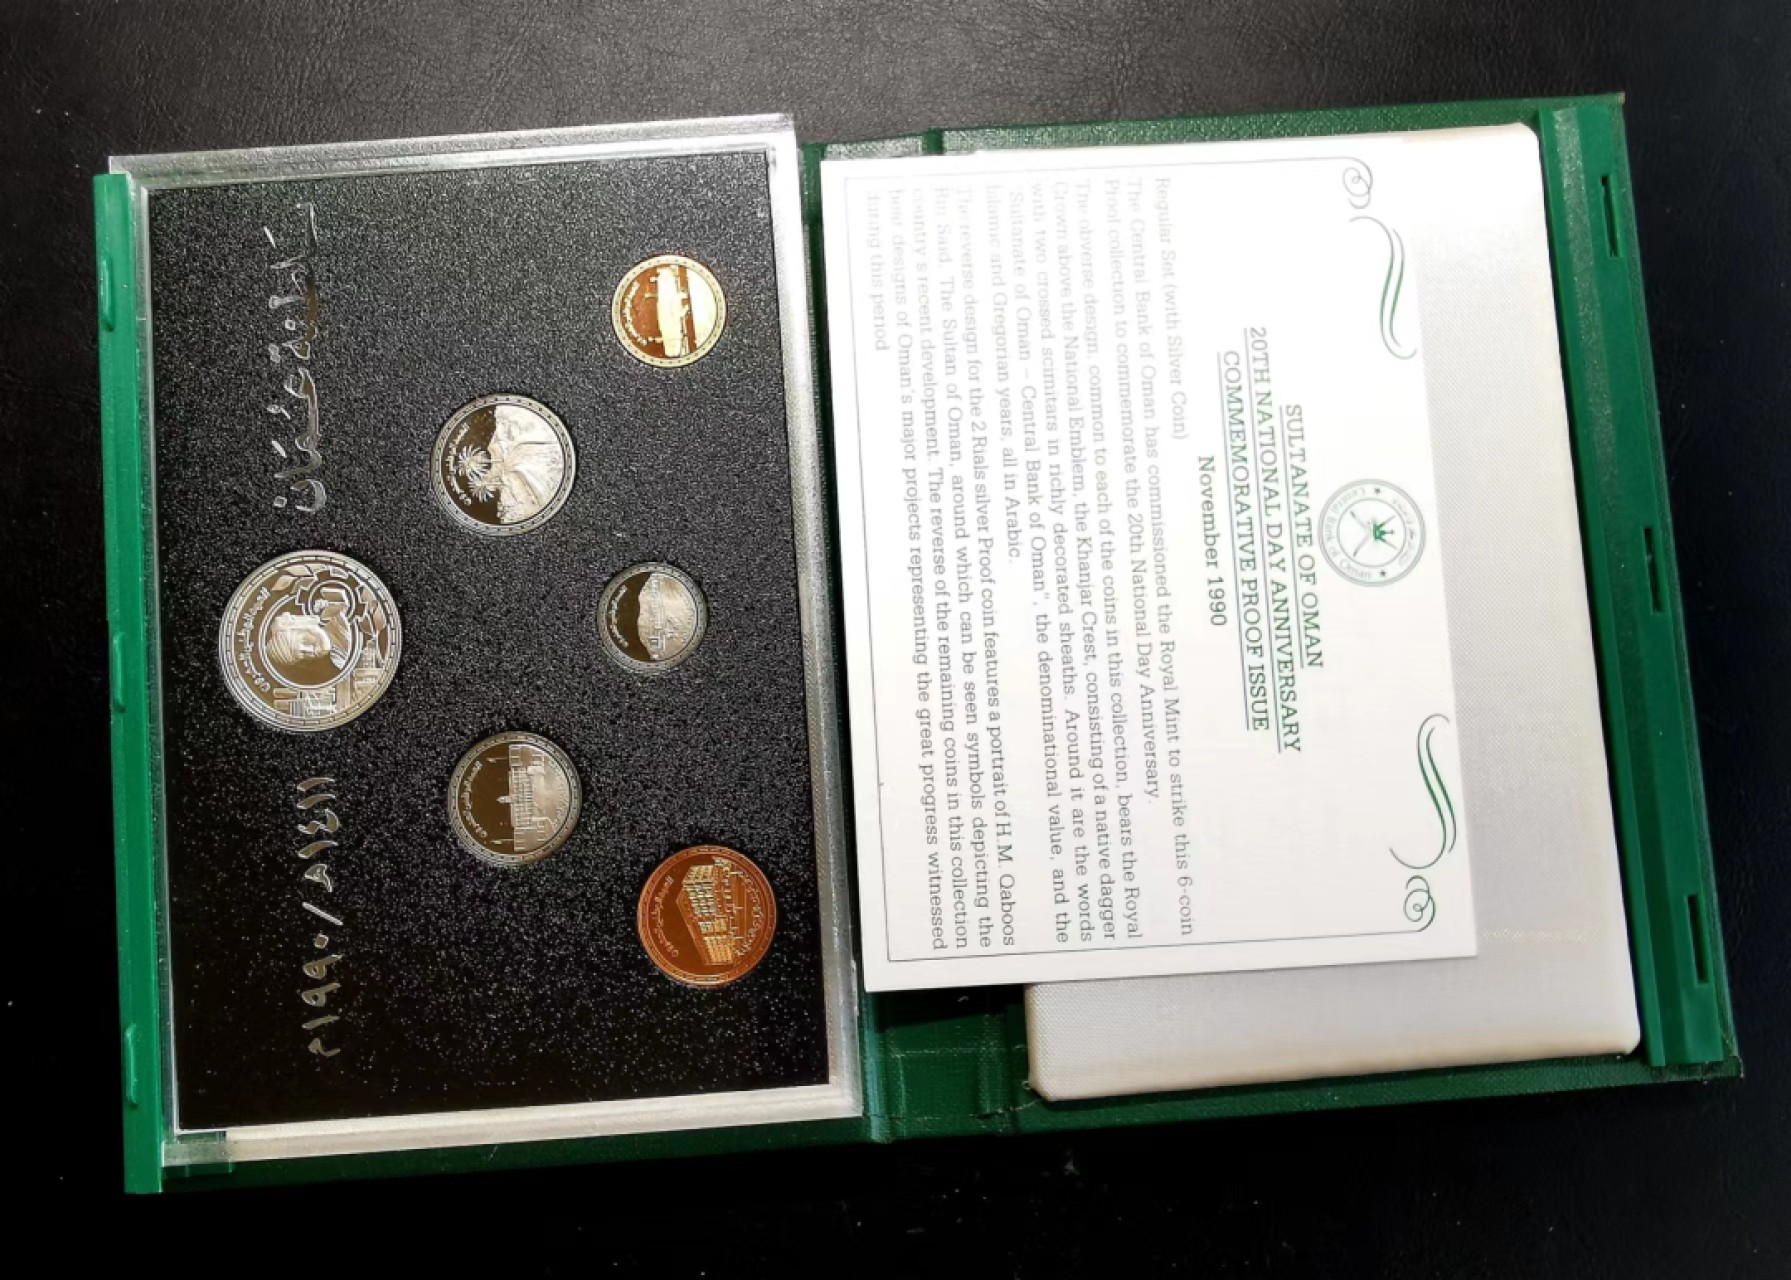 سلطنة عُمان
١٤١١ھ/١٩٩٠م
Central Bank of Oman
SULTANATE OF OMAN
20TH NATIONAL DAY ANNIVERSARY
COMMEMORATIVE PROOF ISSUE
November 1990
Regular Set (with Silver Coin)
The Central Bank of Oman has commissioned the Royal Mint to strike this 6-coin
Proof collection to commemorate the 20th National Day Anniversary.
The obverse design, common to each of the coins in this collection, bears the Royal
Crown above the National Emblem, the Khanjar Crest, consisting of a native dagger
with two crossed scimitars in richly decorated sheaths. Around it are the words
"Sultanate of Oman – Central Bank of Oman", the denominational value, and the
Islamic and Gregorian years, all in Arabic.
The reverse design for the 2 Rials silver Proof coin features a portrait of H.M. Qaboos
Bin Said, The Sultan of Oman, around which can be seen symbols depicting the
country's recent development. The reverse of the remaining coins in this collection
bear designs of Oman's major projects representing the great progress witnessed
during this period